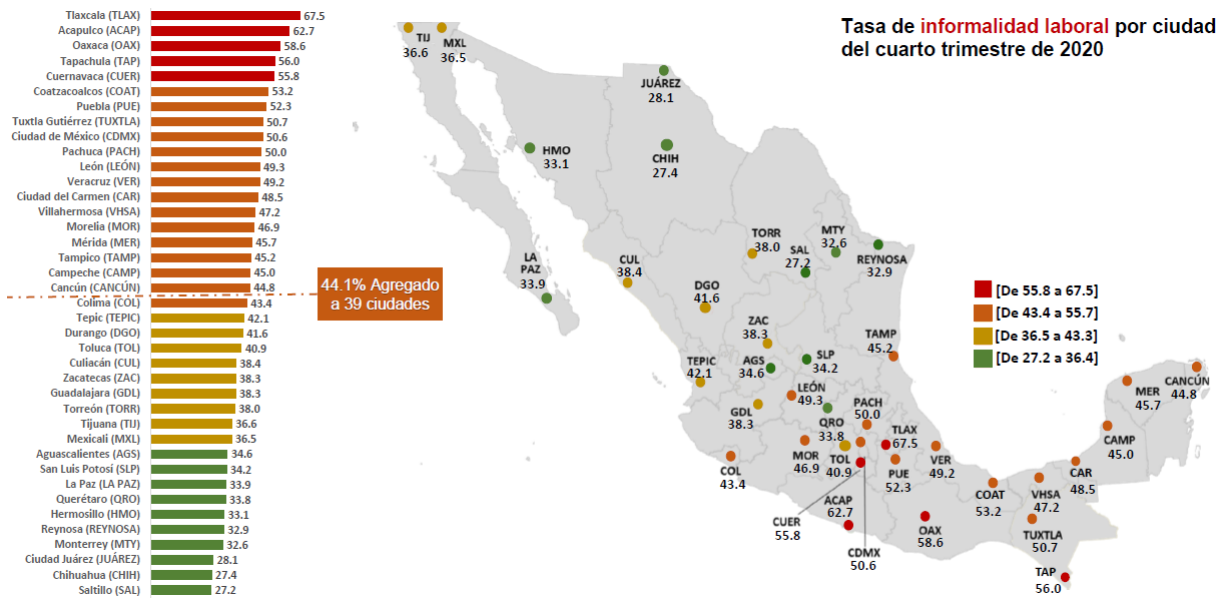 Tasa de informalidad laboral por ciudad
del cuarto trimestre de 2020
Tlaxcala (TLAX) 67.5
Acapulco (ACAP) 62.7
Oaxaca (OAX) 58.6
Tapachula (TAP) 56.0
Cuernavaca (CUER) 55.8
Coatzacoalcos (COAT) 53.2
Puebla (PUE) 52.3
Tuxtla Gutiérrez (TUXTLA) 50.7
Ciudad de México (CDMX) 50.6
Pachuca (PACH) 50.0
León (LEÓN) 49.3
Veracruz (VER) 49.2
Ciudad del Carmen (CAR) 48.5
Villahermosa (VHSA) 47.2
Morelia (MOR) 46.9
Mérida (MER) 45.7
Tampico (TAMP) 45.2
Campeche (CAMP) 45.0
Cancún (CANCÚN) 44.8
Colima (COL) 43.4
Tepic (TEPIC) 42.1
Durango (DGO) 41.6
Toluca (TOL) 40.9
Culiacán (CUL) 38.4
Zacatecas (ZAC) 38.3
Guadalajara (GDL) 38.3
Torreón (TORR) 38.0
Tijuana (TIJ) 36.6
Mexicali (MXL) 36.5
Aguascalientes (AGS) 34.6
San Luis Potosí (SLP) 34.2
La Paz (LA PAZ) 33.9
Querétaro (QRO) 33.8
Hermosillo (HMO) 33.1
Reynosa (REYNOSA) 32.9
Monterrey (MTY) 32.6
Ciudad Juárez (JUÁREZ) 28.1
Chihuahua (CHIH) 27.4
Saltillo (SAL) 27.2
44.1% Agregado
a 39 ciudades
TIJ
36.6
MXL
36.5
JUÁREZ
28.1
HMO
33.1
CHIH
27.4
LA
PAZ
33.9
CUL
38.4
TORR
38.0
SAL
27.2
MTY
32.6
REYNOSA
32.9
DGO
41.6
ZAC
38.3
TAMP
45.2
TEPIC
42.1
AGS
34.6
SLP
34.2
LEÓN
49.3
GDL
38.3
QRO
33.8
PACH
50.0
TLAX
67.5
COL
43.4
MOR
46.9
TOL
40.9
PUE
52.3
VER
49.2
CUER
55.8
ACAP
62.7
CDMX
50.6
OAX
58.6
COAT
53.2
VHSA
47.2
TUXTLA
50.7
TAP
56.0
CAR
48.5
CAMP
45.0
MER
45.7
CANCÚN
44.8
[De 55.8 a 67.5]
[De 43.4 a 55.7]
[De 36.5 a 43.3]
[De 27.2 a 36.4]